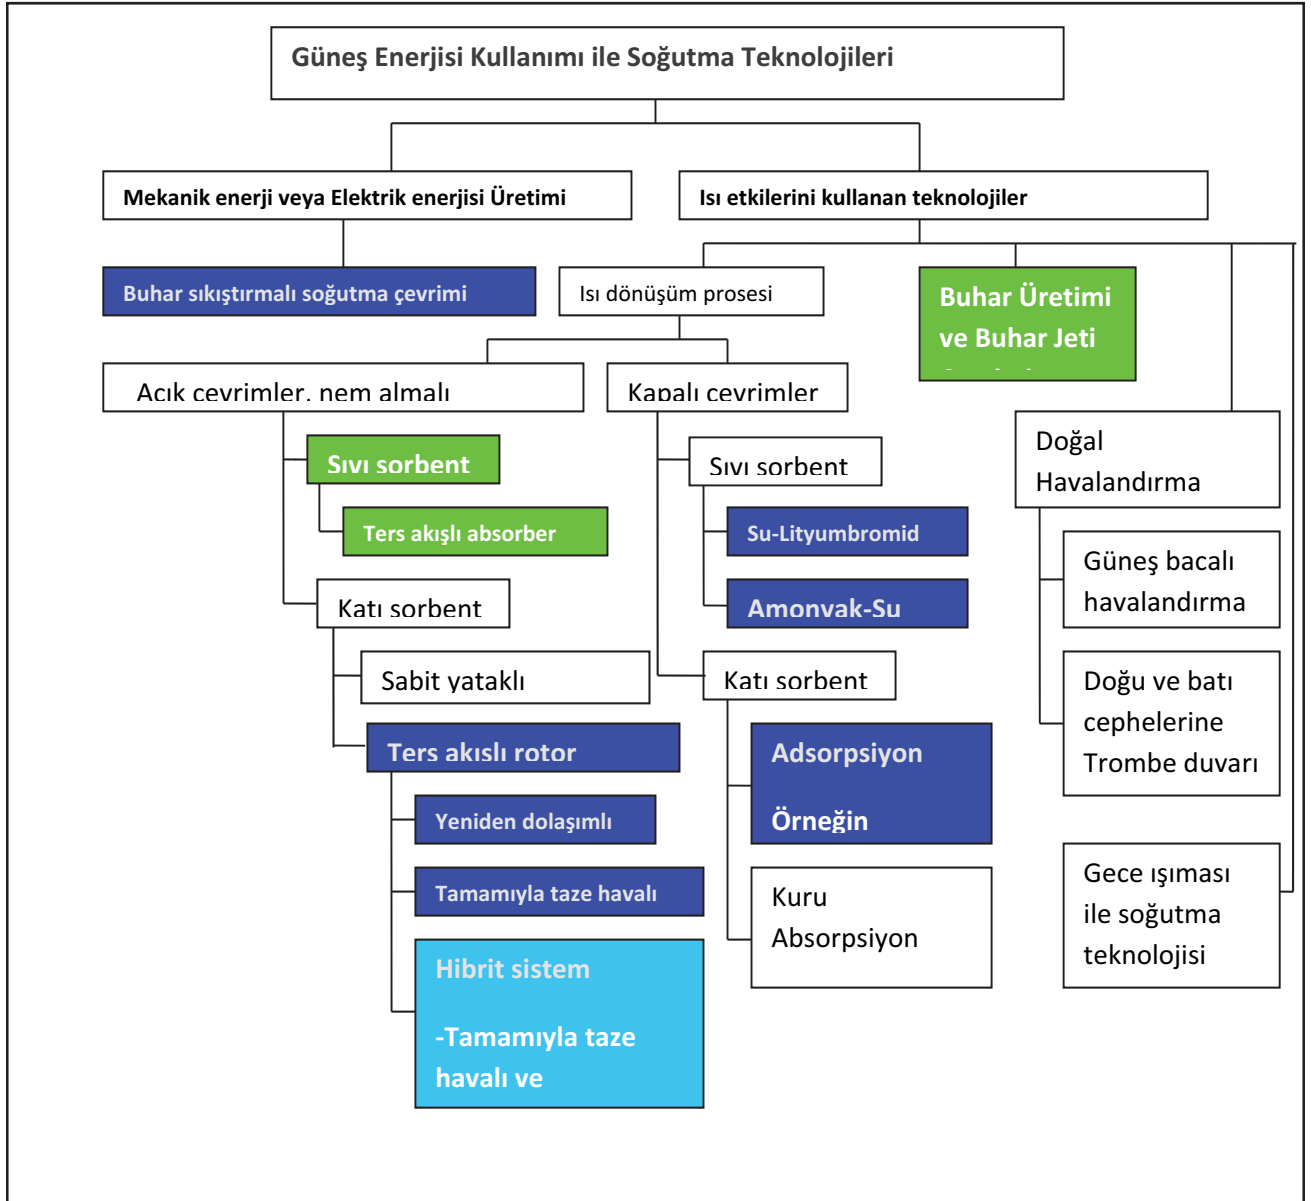 Güneş Enerjisi Kullanımı ile Soğutma Teknolojileri
Mekanik enerji veya Elektrik enerjisi Üretimi
Isı etkilerini kullanan teknolojiler
Buhar sıkıştırmalı soğutma çevrimi
Isı dönüşüm prosesi
Buhar Üretimi
ve Buhar Jeti
Açık çevrimler, nem almalı
Kapalı çevrimler
Sıvı sorbent
Ters akışlı absorber
Katı sorbent
Sabit yataklı
Ters akışlı rotor
Yeniden dolaşımlı
Tamamıyla taze havalı
Hibrit sistem
-Tamamıyla taze
havalı ve
Sıvı sorbent
Su-Lityumbromid
Amonyak-Su
Katı sorbent
Adsorpsiyon
Örneğin
Kuru
Absorpsiyon
Doğal
Havalandırma
Güneş bacalı
havalandırma
Doğu ve batı
cephelerine
Trombe duvarı
Gece ışıması
ile soğutma
teknolojisi